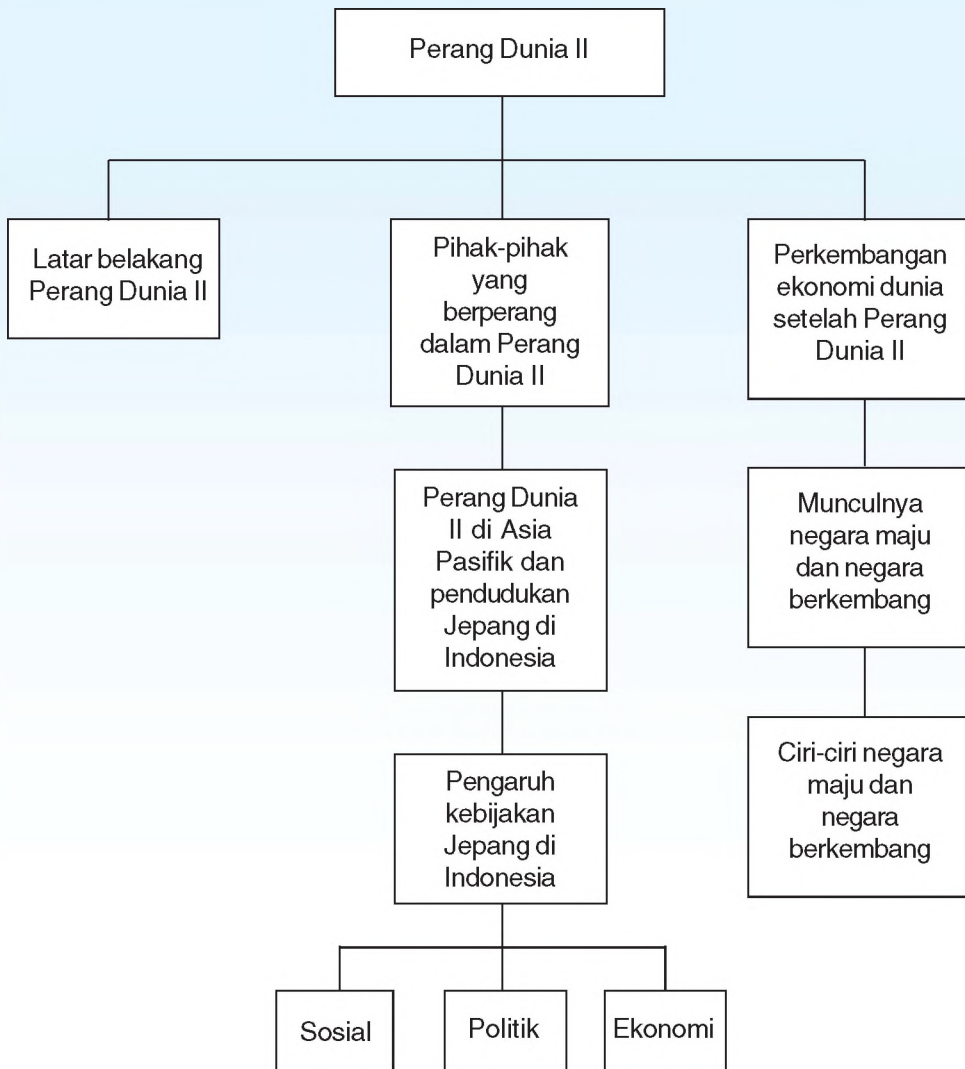 Perang Dunia II
Latar belakang
Perang Dunia II
Pihak-pihak
yang
berperang
dalam Perang
Dunia II
Perkembangan
ekonomi dunia
setelah Perang
Dunia II
Perang Dunia
II di Asia
Pasifik dan
pendudukan
Jepang di
Indonesia
Munculnya
negara maju
dan negara
berkembang
Pengaruh
kebijakan
Jepang di
Indonesia
Ciri-ciri negara
maju dan
negara
berkembang
Sosial
Politik
Ekonomi